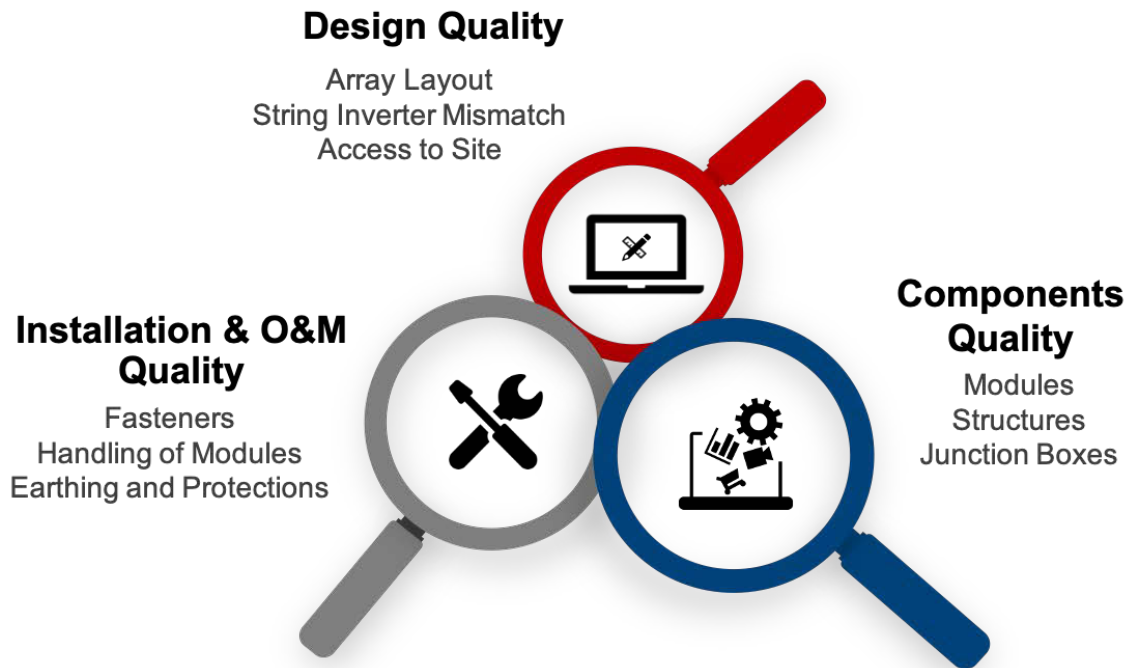 Design Quality
Array Layout
String Inverter Mismatch
Access to Site
Installation & O&M
Quality
Fasteners
Handling of Modules
Earthing and Protections
Components
Quality
Modules
Structures
Junction Boxes